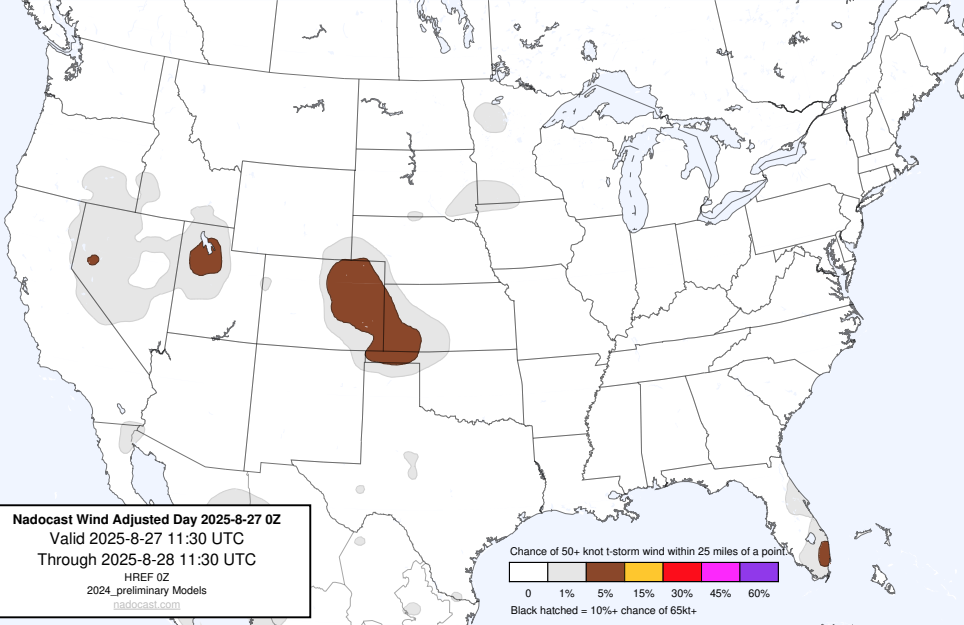 Nadocast Wind Adjusted Day 2025-8-27 0Z
Valid 2025-8-27 11:30 UTC
Through 2025-8-28 11:30 UTC
HREF 0Z
2024_preliminary Models
nadocast.com
Chance of 50+ knot t-storm wind within 25 miles of a point.
0 1% 5% 15% 30% 45% 60%
Black hatched = 10%+ chance of 65kt+